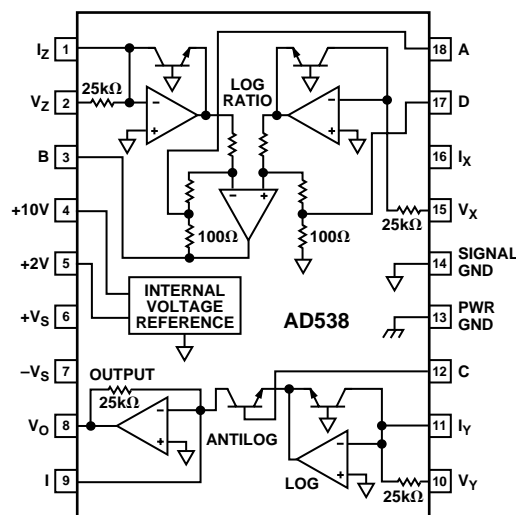 I_Z 1
25kΩ
V_Z 2
B 3
+10V 4
+2V 5
+V_S 6
–V_S 7
V_O 8
I 9
18 A
17 D
16 I_X
15 V_X
25kΩ
14 SIGNAL GND
13 PWR GND
12 C
11 I_Y
10 V_Y
25kΩ
LOG
RATIO
– +
– +
– +
100Ω
100Ω
INTERNAL
VOLTAGE
REFERENCE
AD538
OUTPUT
25kΩ
– +
ANTILOG
LOG
– +